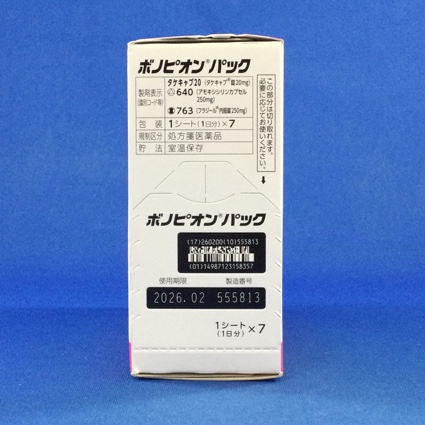 ボノピオン®パック
タケキャブ20 (タケキャブ®錠20mg)
製剤表示
(識別コード等)
640 (アモキシシリンカプセル
250mg)
763 (フラジール®内服錠250mg)
包装 1シート(1日分)×7
規制区分 処方箋医薬品
貯法 室温保存
この部分は切り取れます。
必要に応じてお使いください。
ボノピオン®パック
(17)260200(10)555813
(01)14987123158357
使用期限 製造番号
2026.02 555813
1シート×7
(1日分)